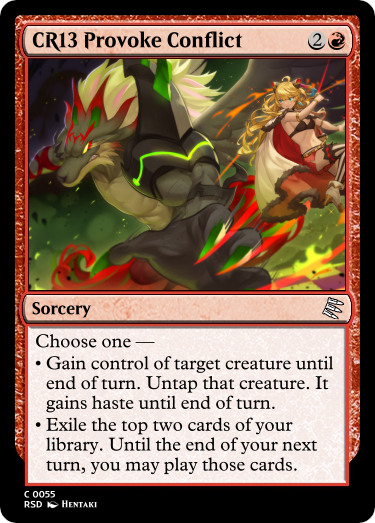 CR13 Provoke Conflict 2
Sorcery
Choose one —
• Gain control of target creature until
end of turn. Untap that creature. It
gains haste until end of turn.
• Exile the top two cards of your
library. Until the end of your next
turn, you may play those cards.
C 0055
RSD Hentaki